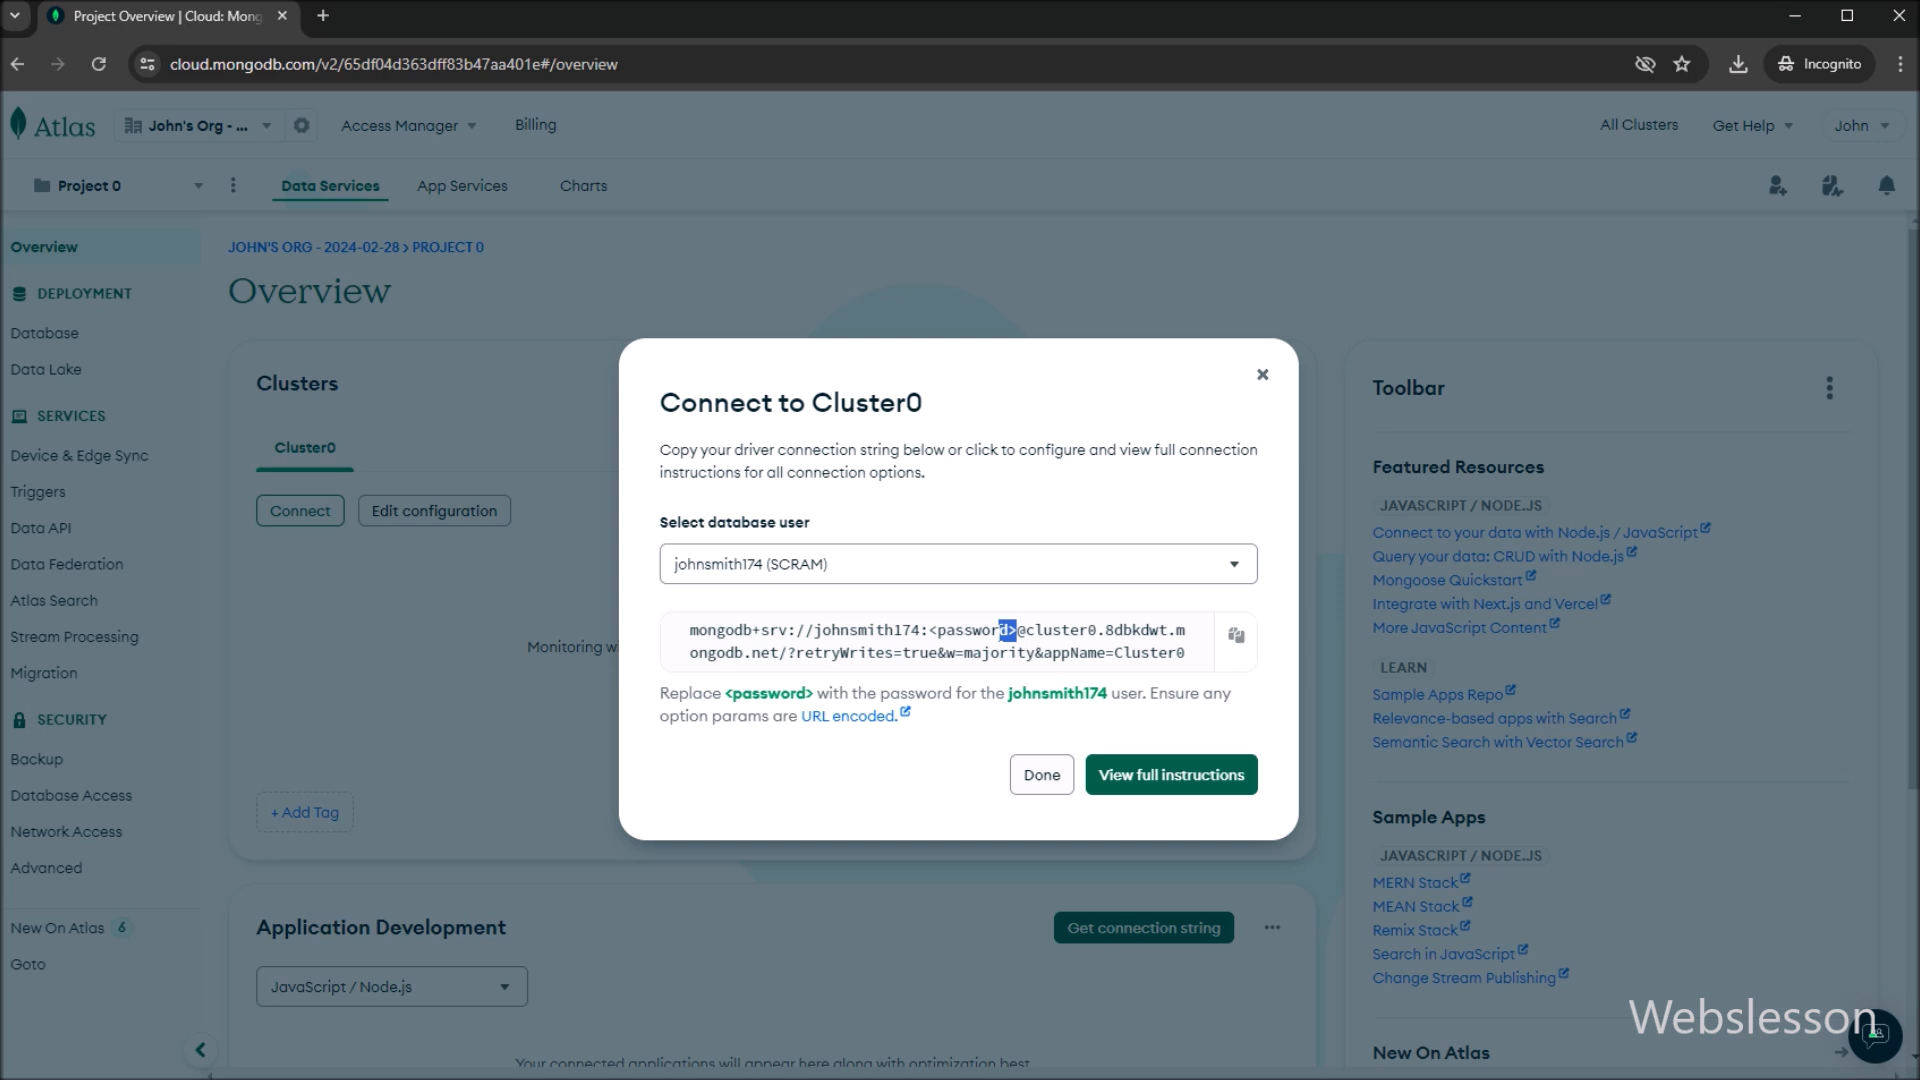 Project Overview | Cloud: Mong
cloud.mongodb.com/v2/65df04d363dff83b47aa401e#/overview
Incognito
Atlas
John's Org - ...
Access Manager
Billing
All Clusters
Get Help
John
Project 0
Data Services
App Services
Charts
Overview
DEPLOYMENT
Database
Data Lake
SERVICES
Device & Edge Sync
Triggers
Data API
Data Federation
Atlas Search
Stream Processing
Migration
SECURITY
Backup
Database Access
Network Access
Advanced
New On Atlas 6
Goto
JOHN'S ORG - 2024-02-28 > PROJECT 0
Overview
Clusters
Cluster0
Connect
Edit configuration
Monitoring wi
+ Add Tag
Application Development
Get connection string
JavaScript / Node.js
Your connected applications will appear here along with optimization best
Connect to Cluster0
Copy your driver connection string below or click to configure and view full connection
instructions for all connection options.
Select database user
johnsmith174 (SCRAM)
mongodb+srv://johnsmith174:<password>@cluster0.8dbkdwt.m
ongodb.net/?retryWrites=true&w=majority&appName=Cluster0
Replace <password> with the password for the johnsmith174 user. Ensure any
option params are URL encoded.
Done
View full instructions
Toolbar
Featured Resources
JAVASCRIPT / NODE.JS
Connect to your data with Node.js / JavaScript
Query your data: CRUD with Node.js
Mongoose Quickstart
Integrate with Next.js and Vercel
More JavaScript Content
LEARN
Sample Apps Repo
Relevance-based apps with Search
Semantic Search with Vector Search
Sample Apps
JAVASCRIPT / NODE.JS
MERN Stack
MEAN Stack
Remix Stack
Search in JavaScript
Change Stream Publishing
New On Atlas
Webslesson